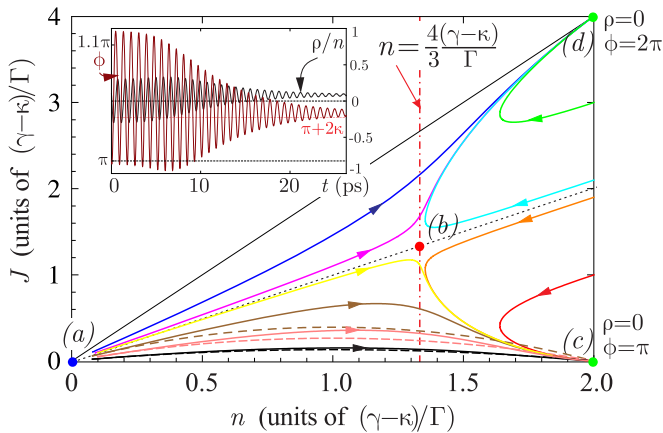 1.1π
ϕ
π
ρ/n
π+2κ
1
0.5
0
-0.5
-1
0
10
20
t (ps)
n=4/3 (γ−κ)/Γ
(d)
ρ=0
ϕ=2π
4
3
2
1
0
J (units of (γ−κ)/Γ)
(a)
(b)
(c)
ρ=0
ϕ=π
0
0.5
1.0
1.5
2.0
n (units of (γ−κ)/Γ)